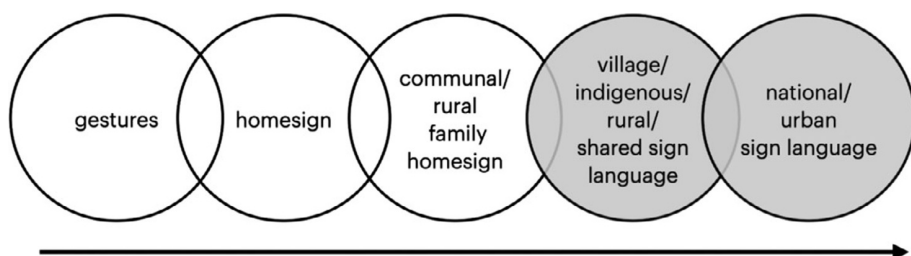 gestures
homesign
communal/
rural
family
homesign
village/
indigenous/
rural/
shared sign
language
national/
urban
sign language